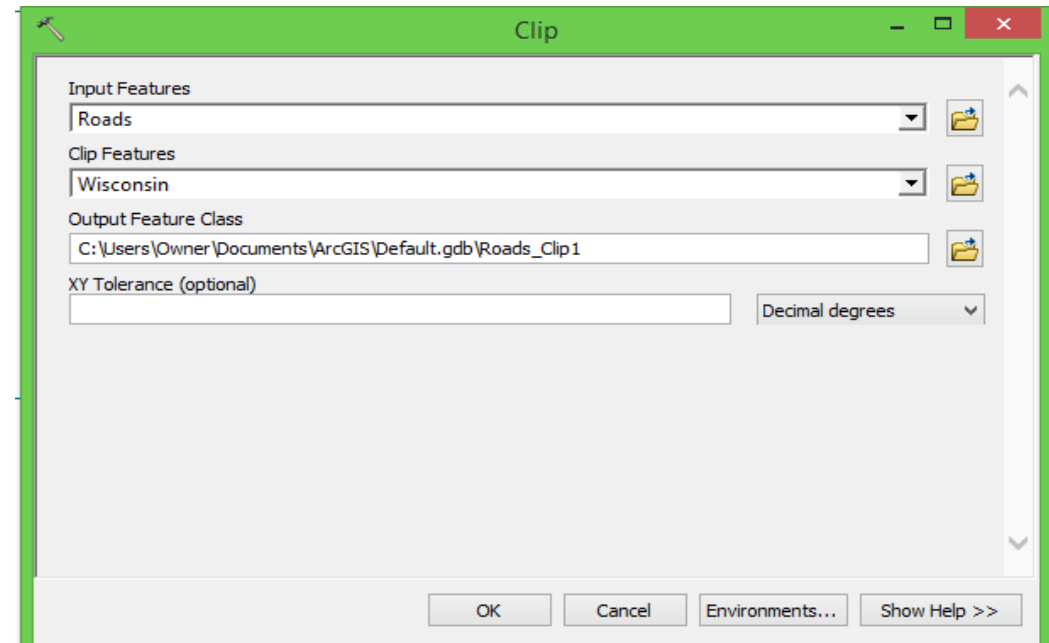 Clip
Input Features
Roads
Clip Features
Wisconsin
Output Feature Class
C:\Users\Owner\Documents\ArcGIS\Default.gdb\Roads_Clip1
XY Tolerance (optional)
Decimal degrees
OK Cancel Environments... Show Help >>